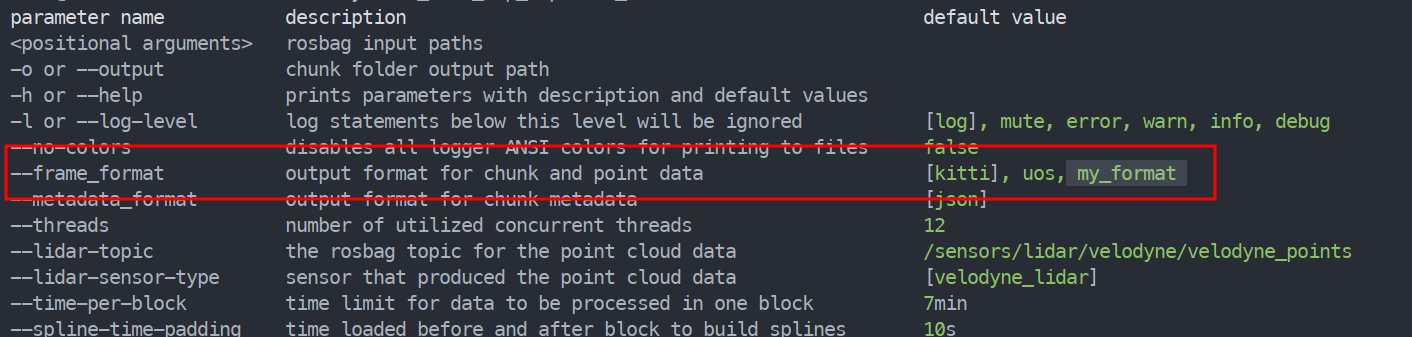 parameter name description default value
<positional arguments> rosbag input paths
-o or --output chunk folder output path
-h or --help prints parameters with description and default values
-l or --log-level log statements below this level will be ignored [log], mute, error, warn, info, debug
--no-colors disables all logger ANSI colors for printing to files false
--frame_format output format for chunk and point data [kitti], uos, my_format
--metadata_format output format for chunk metadata [json]
--threads number of utilized concurrent threads 12
--lidar-topic the rosbag topic for the point cloud data /sensors/lidar/velodyne/velodyne_points
--lidar-sensor-type sensor that produced the point cloud data [velodyne_lidar]
--time-per-block time limit for data to be processed in one block 7min
--spline-time-padding time loaded before and after block to build splines 10s